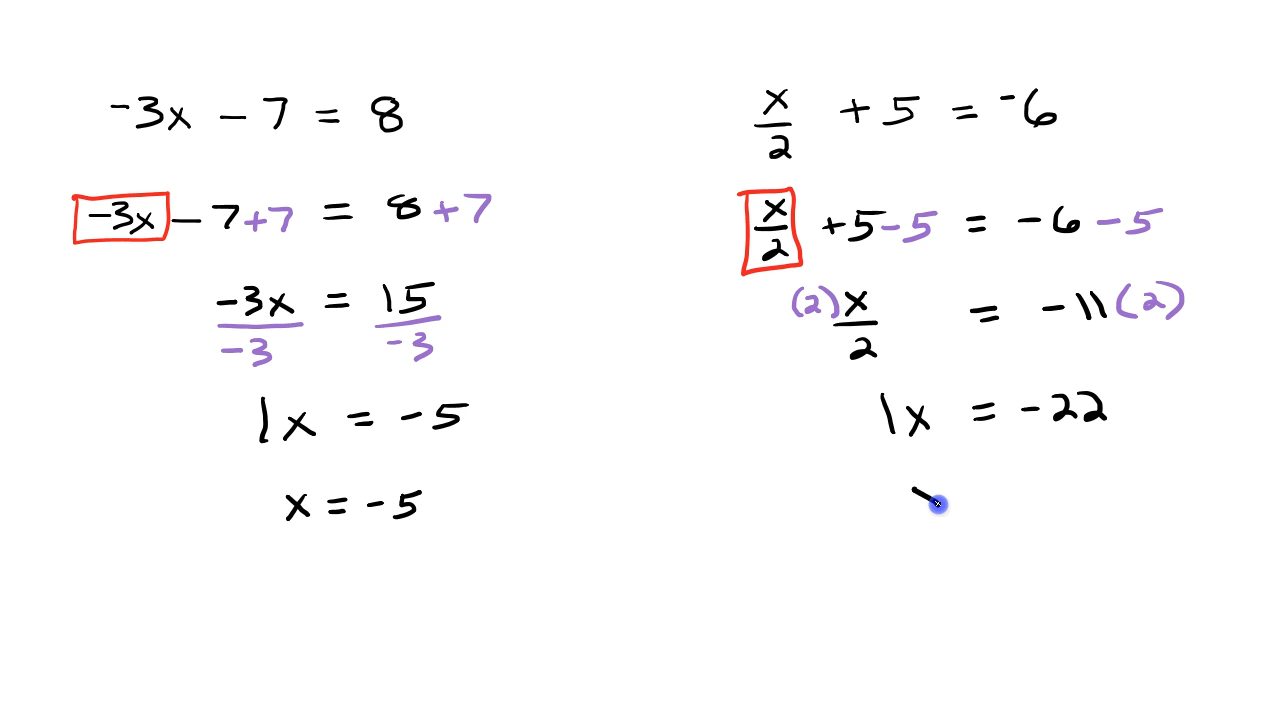 -3x - 7 = 8
-3x - 7 + 7 = 8 + 7
-3x = 15
-3 -3
1x = -5
x = -5
x/2 + 5 = -6
x/2 + 5 - 5 = -6 - 5
(2) x/2 = -11 (2)
1x = -22